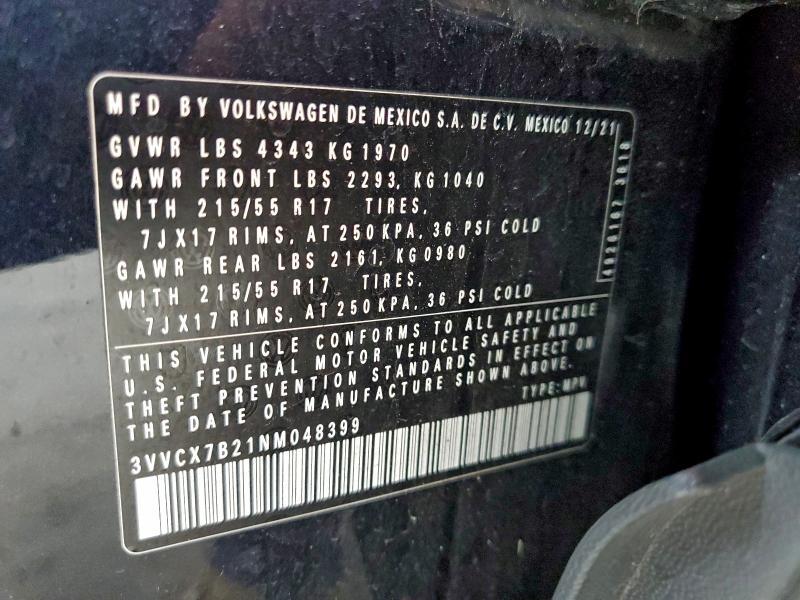 MFD BY VOLKSWAGEN DE MEXICO S.A. DE C.V. MEXICO 12/21
GVWR LBS 4343 KG 1970
GAWR FRONT LBS 2293, KG 1040
WITH 215/55 R17 TIRES,
7JX17 RIMS, AT 250 KPA, 36 PSI COLD
GAWR REAR LBS 2161, KG 0980
WITH 215/55 R17 TIRES,
7JX17 RIMS, AT 250 KPA, 36 PSI COLD
THIS VEHICLE CONFORMS TO ALL APPLICABLE
U.S. FEDERAL MOTOR VEHICLE SAFETY AND
THEFT PREVENTION STANDARDS IN EFFECT ON
THE DATE OF MANUFACTURE SHOWN ABOVE.
TYPE: MPV
3VVCX7B21NM048399